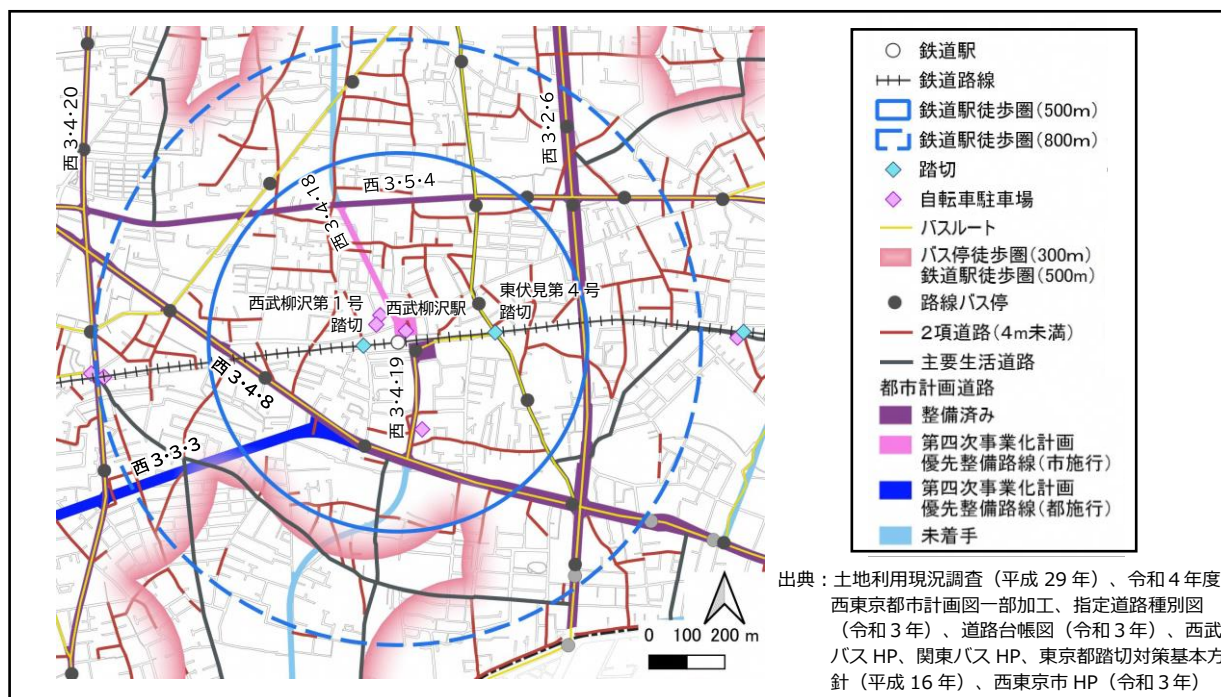 西 3・4・20
西 3・2・6
西 3・4・18
西 3・5・4
西武柳沢第 1 号
踏切
西武柳沢駅
東伏見第 4 号
踏切
西 3・4・8
西 3・4・19
西 3・3・3
0 100 200 m
鉄道駅
鉄道路線
鉄道駅徒歩圏(500m)
鉄道駅徒歩圏(800m)
踏切
自転車駐車場
バスルート
バス停徒歩圏(300m)
鉄道駅徒歩圏(500m)
路線バス停
2項道路(4m未満)
主要生活道路
都市計画道路
整備済み
第四次事業化計画
優先整備路線(市施行)
第四次事業化計画
優先整備路線(都施行)
未着手
出典：土地利用現況調査（平成 29 年）、令和４年度
西東京都市計画図一部加工、指定道路種別図
（令和３年）、道路台帳図（令和３年）、西武
バス HP、関東バス HP、東京都踏切対策基本方
針（平成 16 年）、西東京市 HP（令和３年）